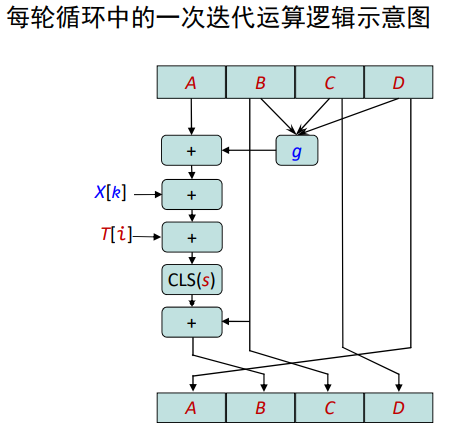 每轮循环中的一次迭代运算逻辑示意图
A B C D
+ g
X[k] +
T[i] +
CLS(s)
+
A B C D